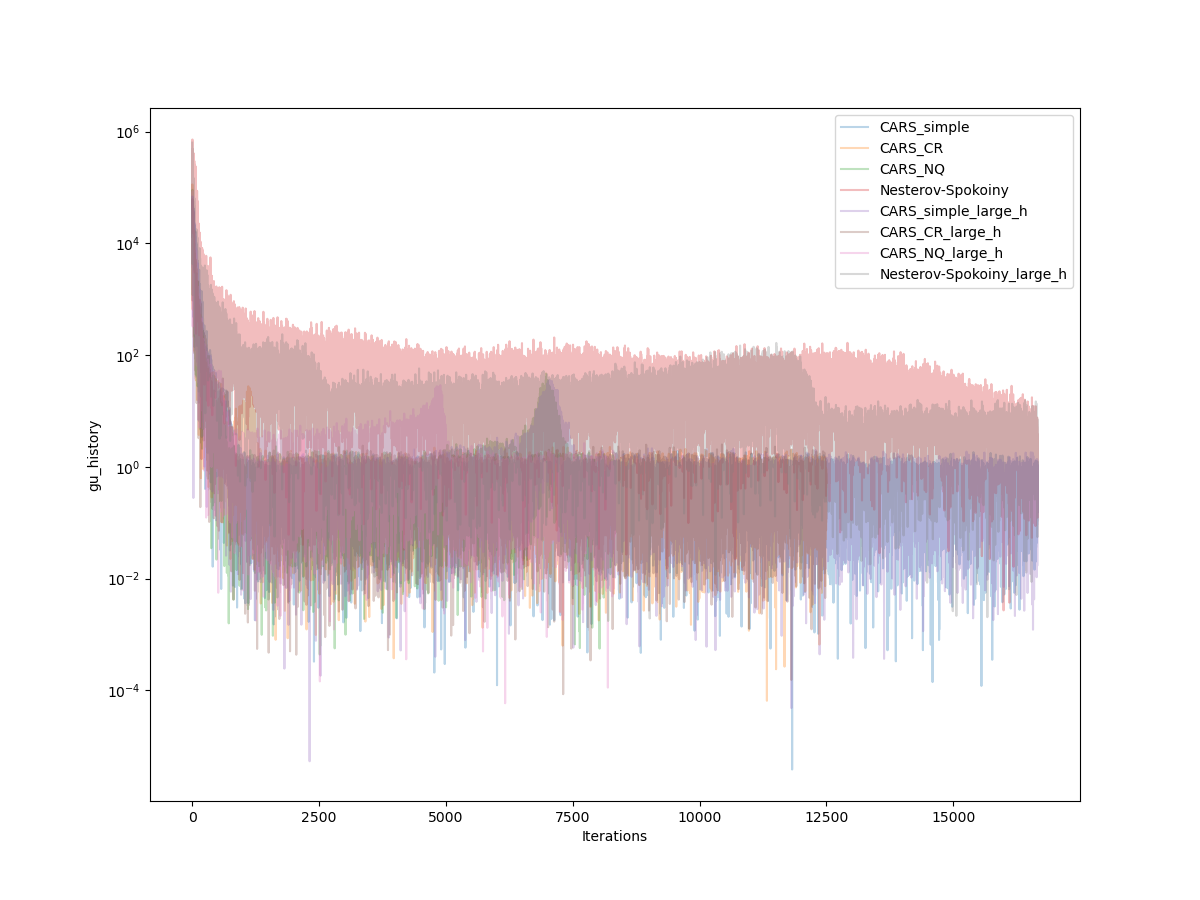 gu_history
10^6
10^4
10^2
10^0
10^−2
10^−4
CARS_simple
CARS_CR
CARS_NQ
Nesterov-Spokoiny
CARS_simple_large_h
CARS_CR_large_h
CARS_NQ_large_h
Nesterov-Spokoiny_large_h
0 2500 5000 7500 10000 12500 15000
Iterations